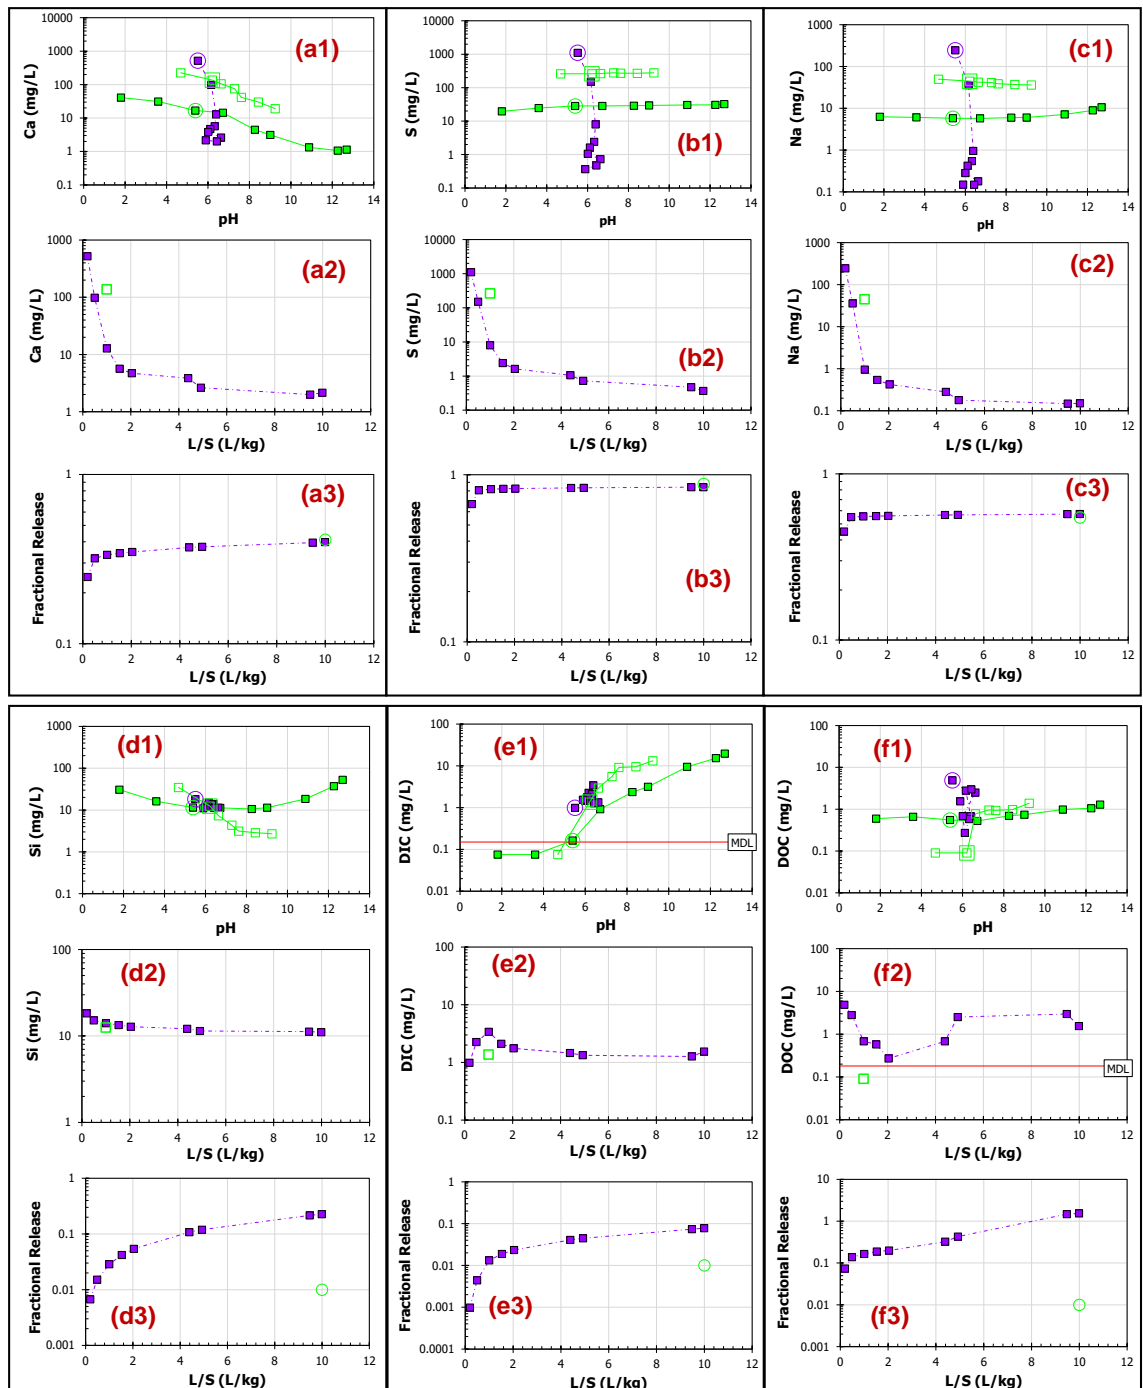 (a1)
Ca (mg/L)
10000
1000
100
10
1
0.1
0 2 4 6 8 10 12 14
pH
(b1)
S (mg/L)
10000
1000
100
10
1
0.1
0 2 4 6 8 10 12 14
pH
(c1)
Na (mg/L)
1000
100
10
1
0.1
0 2 4 6 8 10 12 14
pH
(a2)
Ca (mg/L)
1000
100
10
1
0 2 4 6 8 10 12
L/S (L/kg)
(b2)
S (mg/L)
10000
1000
100
10
1
0.1
0 2 4 6 8 10 12
L/S (L/kg)
(c2)
Na (mg/L)
1000
100
10
1
0.1
0 2 4 6 8 10 12
L/S (L/kg)
(a3)
Fractional Release
1
0.1
0 2 4 6 8 10 12
L/S (L/kg)
(b3)
Fractional Release
1
0.1
0 2 4 6 8 10 12
L/S (L/kg)
(c3)
Fractional Release
1
0.1
0 2 4 6 8 10 12
L/S (L/kg)
(d1)
Si (mg/L)
1000
100
10
1
0.1
0 2 4 6 8 10 12 14
pH
(e1)
DIC (mg/L)
100
10
1
0.1
0.01
MDL
0 2 4 6 8 10 12 14
pH
(f1)
DOC (mg/L)
100
10
1
0.1
0.01
0 2 4 6 8 10 12 14
pH
(d2)
Si (mg/L)
100
10
1
0 2 4 6 8 10 12
L/S (L/kg)
(e2)
DIC (mg/L)
100
10
1
0.1
0 2 4 6 8 10 12
L/S (L/kg)
(f2)
DOC (mg/L)
100
10
1
0.1
0.01
MDL
0 2 4 6 8 10 12
L/S (L/kg)
(d3)
Fractional Release
1
0.1
0.01
0.001
0 2 4 6 8 10 12
L/S (L/kg)
(e3)
Fractional Release
1
0.1
0.01
0.001
0.0001
0 2 4 6 8 10 12
L/S (L/kg)
(f3)
Fractional Release
10
1
0.1
0.01
0.001
0 2 4 6 8 10 12
L/S (L/kg)